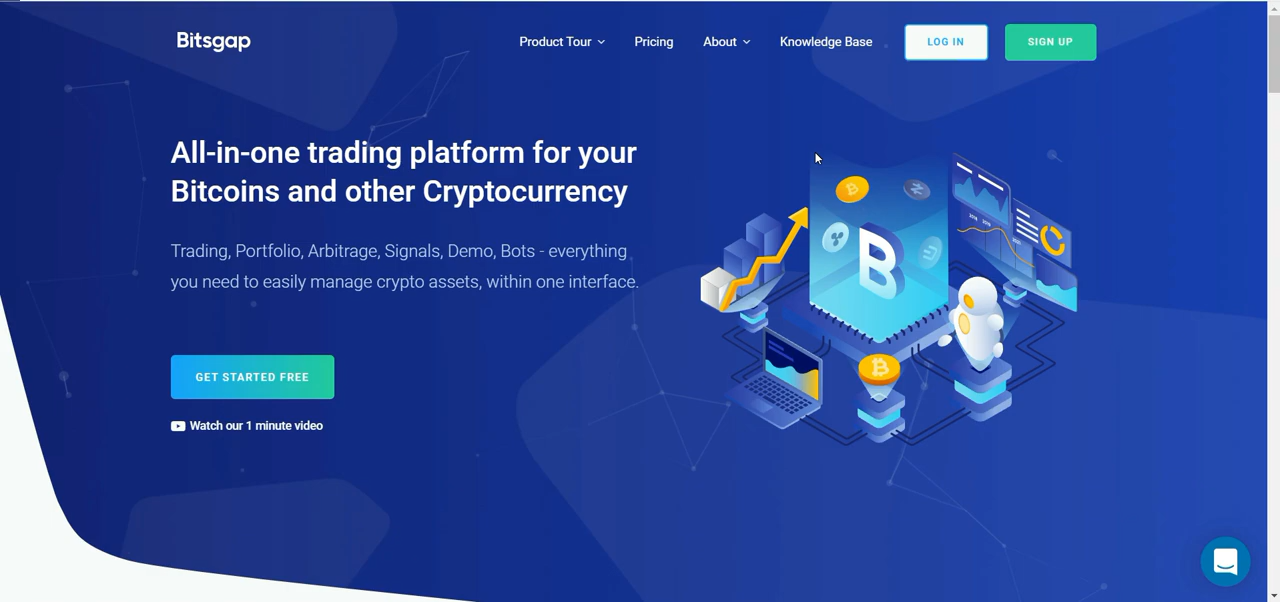 Bitsgap
Product Tour
Pricing
About
Knowledge Base
LOG IN
SIGN UP
All-in-one trading platform for your
Bitcoins and other Cryptocurrency
Trading, Portfolio, Arbitrage, Signals, Demo, Bots - everything
you need to easily manage crypto assets, within one interface.
GET STARTED FREE
Watch our 1 minute video